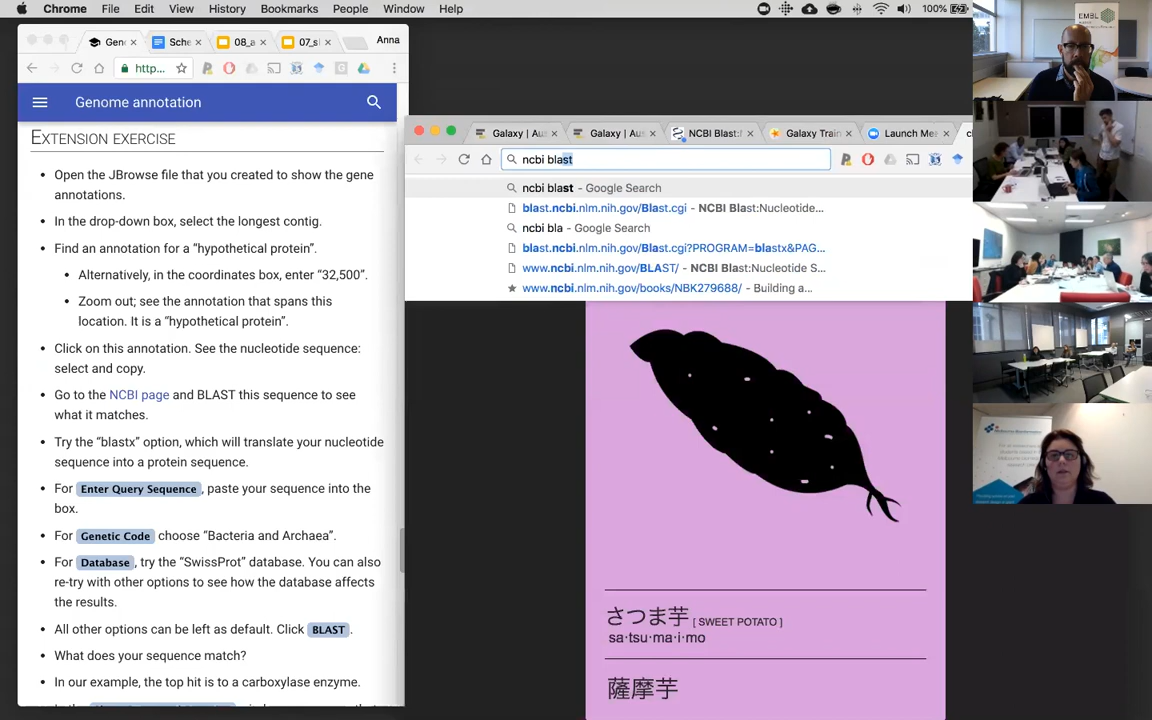 Chrome File Edit View History Bookmarks People Window Help
100%
Gen
Sche
08_a
07_sl
Anna
http...
Genome annotation
EXTENSION EXERCISE
• Open the JBrowse file that you created to show the gene
annotations.
• In the drop-down box, select the longest contig.
• Find an annotation for a “hypothetical protein”.
• Alternatively, in the coordinates box, enter “32,500”.
• Zoom out; see the annotation that spans this
location. It is a “hypothetical protein”.
• Click on this annotation. See the nucleotide sequence:
select and copy.
• Go to the NCBI page and BLAST this sequence to see
what it matches.
• Try the “blastx” option, which will translate your nucleotide
sequence into a protein sequence.
• For Enter Query Sequence, paste your sequence into the
box.
• For Genetic Code choose “Bacteria and Archaea”.
• For Database, try the “SwissProt” database. You can also
re-try with other options to see how the database affects
the results.
• All other options can be left as default. Click BLAST.
• What does your sequence match?
• In our example, the top hit is to a carboxylase enzyme.
Galaxy | Aus
Galaxy | Aus
NCBI Blast:
Galaxy Train
Launch Me
ncbi blast
ncbi blast - Google Search
blast.ncbi.nlm.nih.gov/Blast.cgi - NCBI Blast:Nucleotide...
ncbi bla - Google Search
blast.ncbi.nlm.nih.gov/Blast.cgi?PROGRAM=blastx&PAG...
www.ncbi.nlm.nih.gov/BLAST/ - NCBI Blast:Nucleotide S...
www.ncbi.nlm.nih.gov/books/NBK279688/ - Building a...
さつま芋 [ SWEET POTATO ]
sa·tsu·ma·i·mo
薩摩芋
EMBL